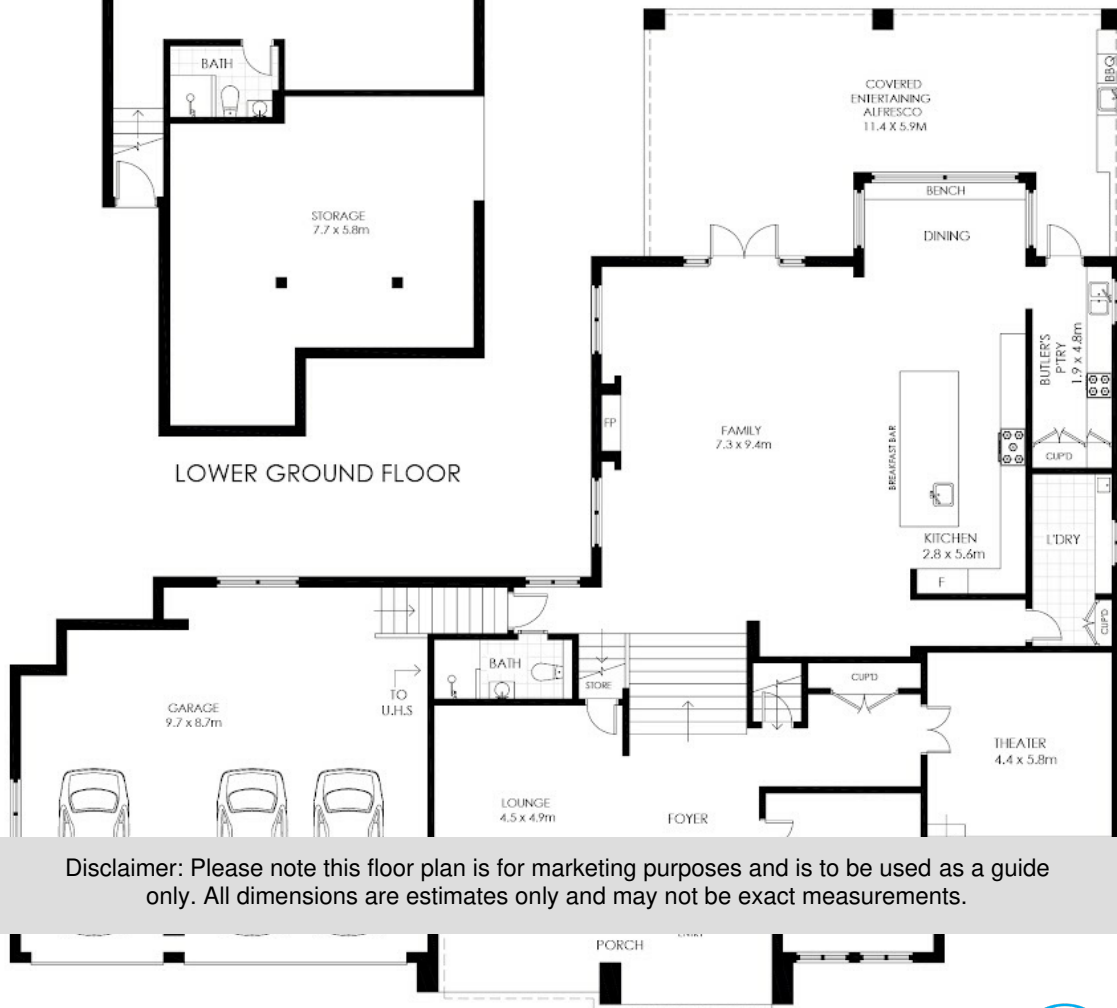 BATH
STORAGE
7.7 x 5.8m
LOWER GROUND FLOOR
COVERED
ENTERTAINING
ALFRESCO
11.4 X 5.9M
BBQ
BENCH
DINING
BUTLER'S
P'TRY
1.9 x 4.8m
CUP'D
FP
FAMILY
7.3 x 9.4m
BREAKFAST BAR
KITCHEN
2.8 x 5.6m
F
L'DRY
CUP'D
BATH
STORE
TO
U.H.S
GARAGE
9.7 x 8.7m
CUP'D
THEATER
4.4 x 5.8m
LOUNGE
4.5 x 4.9m
FOYER
Disclaimer: Please note this floor plan is for marketing purposes and is to be used as a guide
only. All dimensions are estimates only and may not be exact measurements.
PORCH